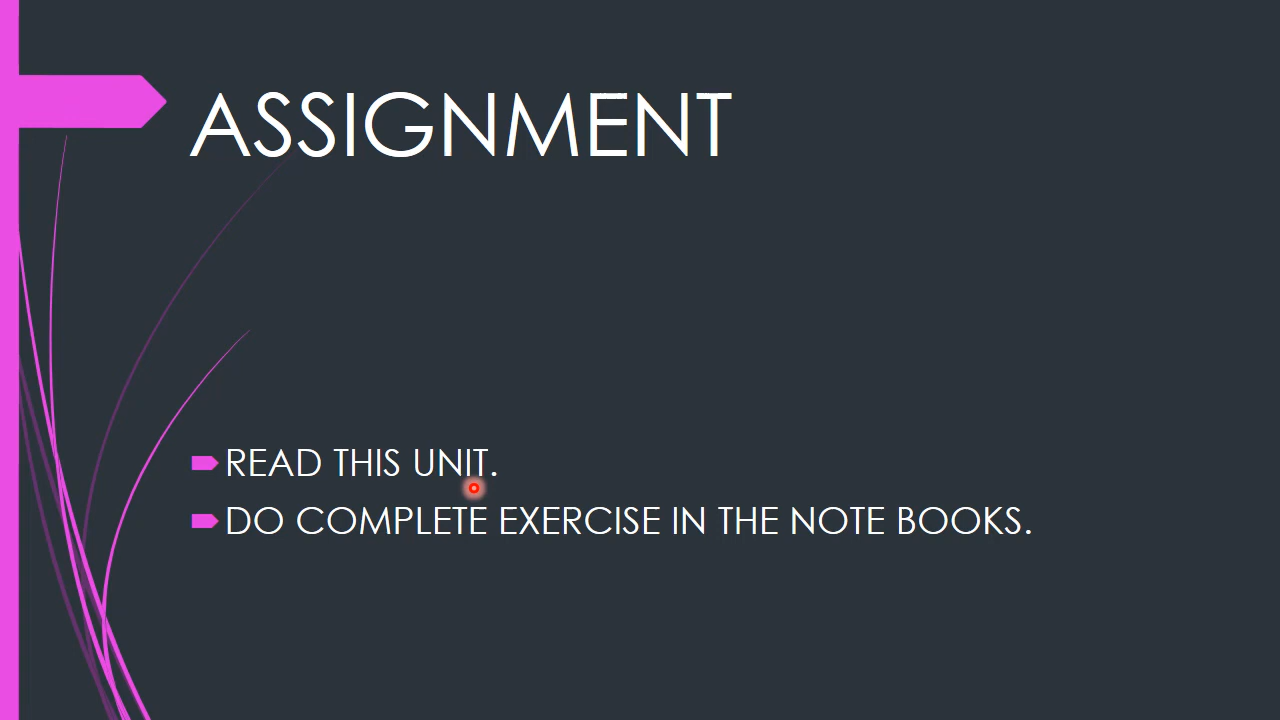 ASSIGNMENT
READ THIS UNIT.
DO COMPLETE EXERCISE IN THE NOTE BOOKS.